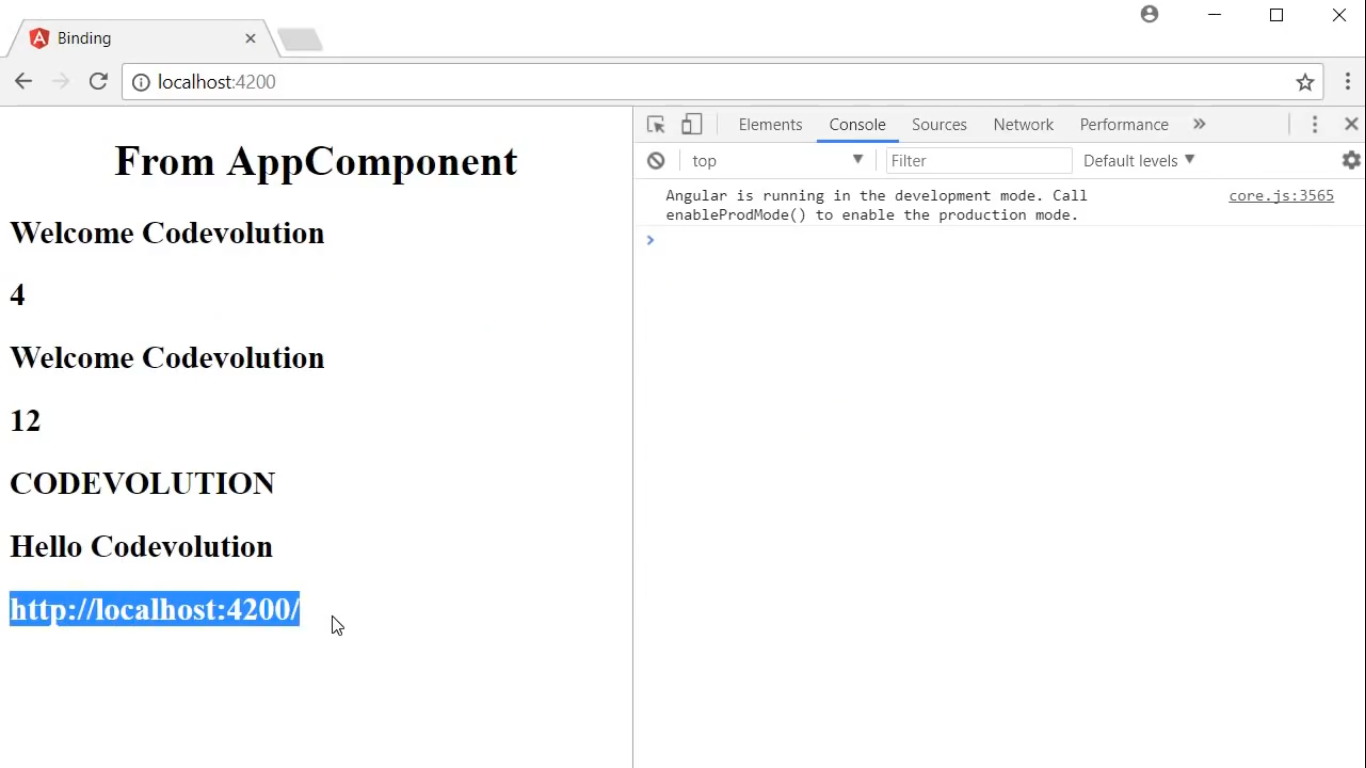 Binding
localhost:4200
From AppComponent
Welcome Codevolution
4
Welcome Codevolution
12
CODEVOLUTION
Hello Codevolution
http://localhost:4200/
Elements Console Sources Network Performance
top Filter Default levels
Angular is running in the development mode. Call core.js:3565
enableProdMode() to enable the production mode.